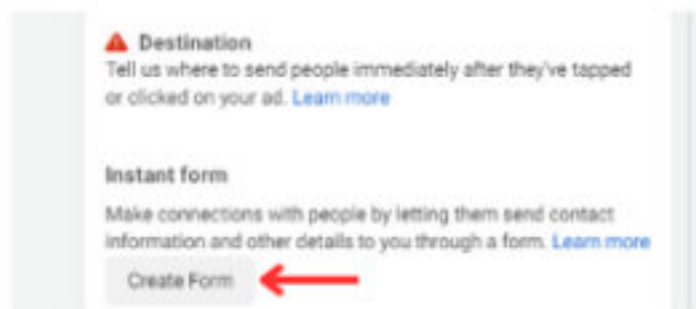 Destination
Tell us where to send people immediately after they've tapped
or clicked on your ad. Learn more
Instant form
Make connections with people by letting them send contact
information and other details to you through a form. Learn more
Create Form